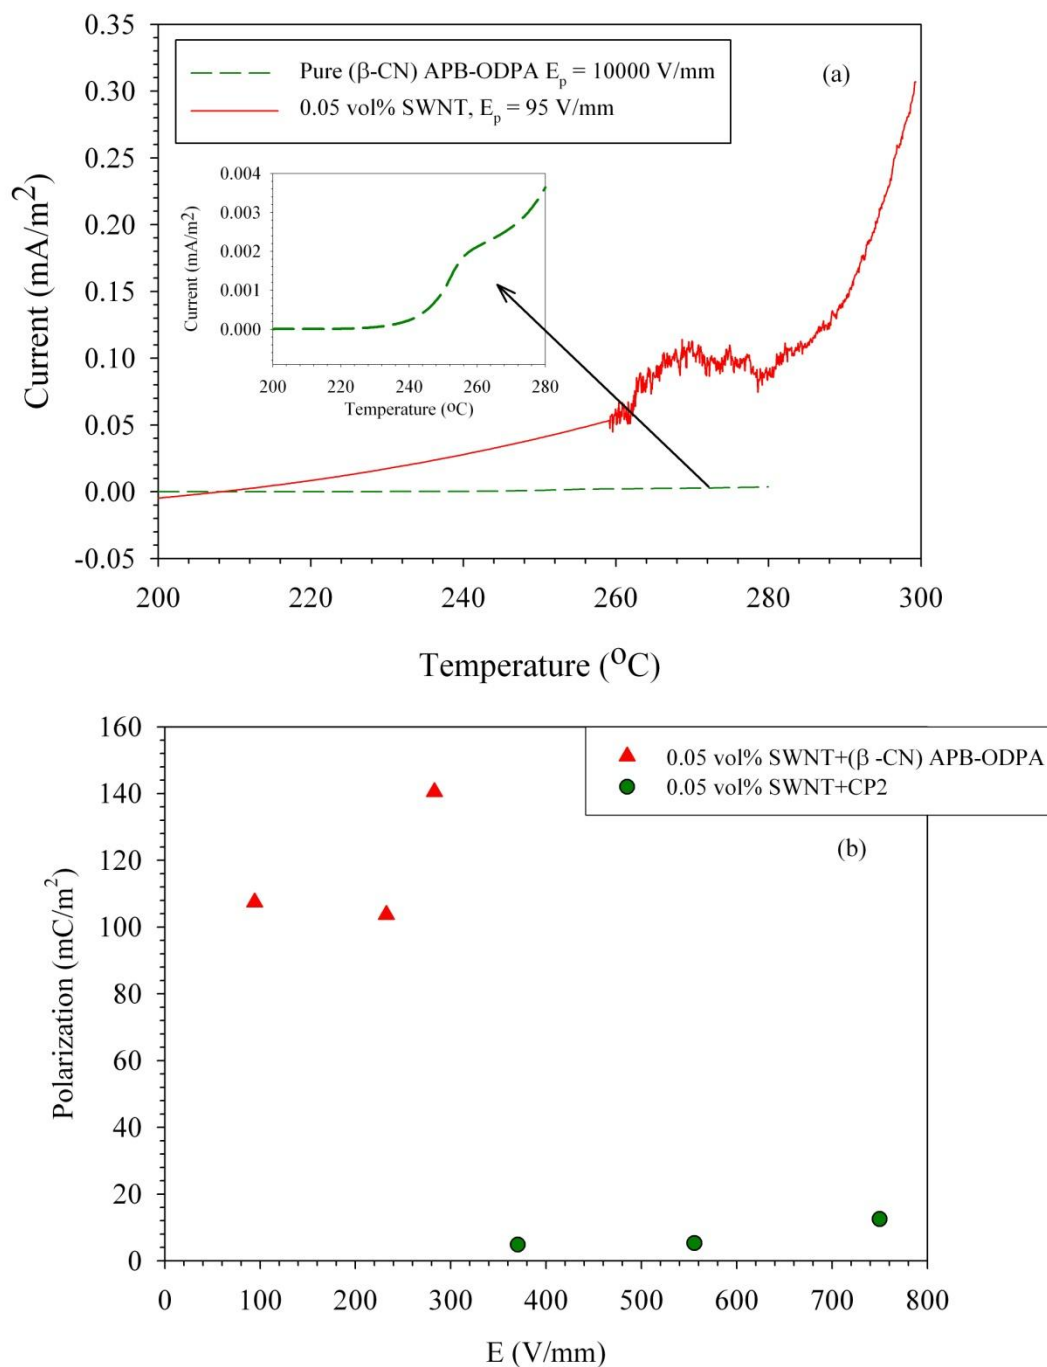 0.35
Pure (β-CN) APB-ODPA Eₚ = 10000 V/mm
(a)
0.05 vol% SWNT, Eₚ = 95 V/mm
0.30
0.25
0.20
0.15
0.10
0.05
0.00
-0.05
Current (mA/m²)
0.004
0.003
0.002
0.001
0.000
Current (mA/m²)
200 220 240 260 280
Temperature (ºC)
200 220 240 260 280 300
Temperature (ºC)
160
140
120
100
80
60
40
20
0
Polarization (mC/m²)
0.05 vol% SWNT+(β -CN) APB-ODPA
0.05 vol% SWNT+CP2
(b)
0 100 200 300 400 500 600 700 800
E (V/mm)